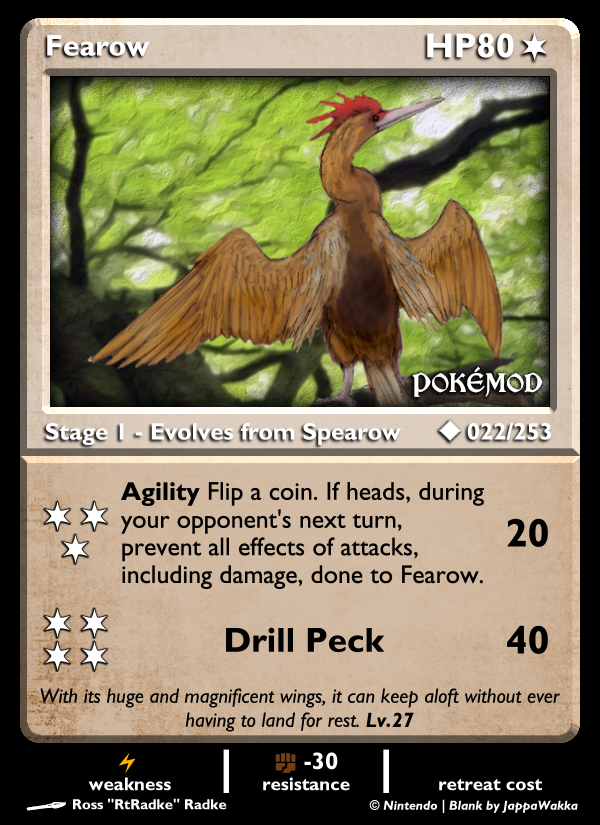 Fearow HP80
POKÉMOD
Stage 1 - Evolves from Spearow 022/253
Agility Flip a coin. If heads, during
your opponent's next turn,
prevent all effects of attacks,
including damage, done to Fearow.
20
Drill Peck 40
With its huge and magnificent wings, it can keep aloft without ever
having to land for rest. Lv.27
-30
weakness resistance retreat cost
Ross "RtRadke" Radke © Nintendo | Blank by JappaWakka